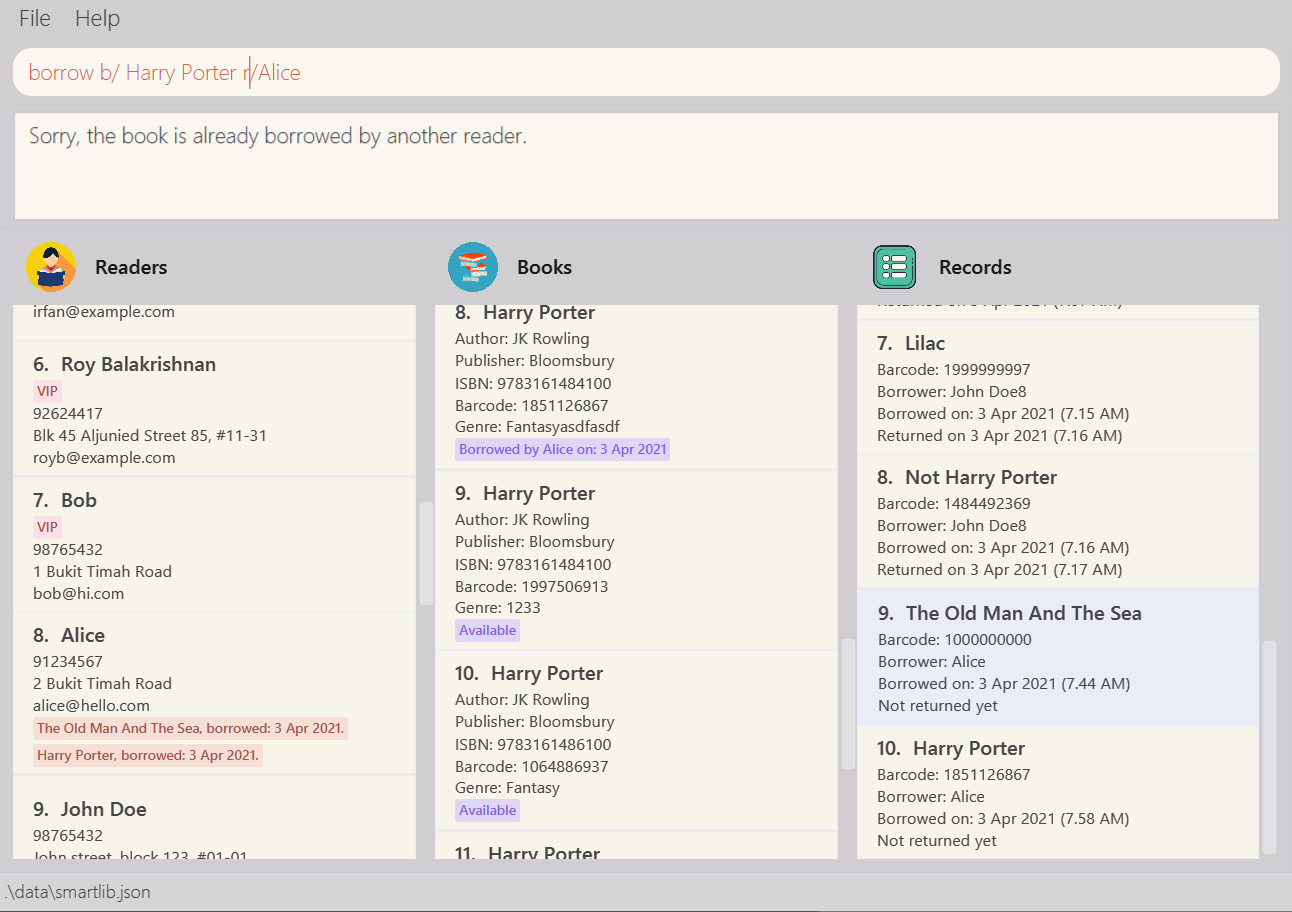 File Help
borrow b/ Harry Porter r/Alice
Sorry, the book is already borrowed by another reader.
Readers
irfan@example.com
6. Roy Balakrishnan
VIP
92624417
Blk 45 Aljunied Street 85, #11-31
royb@example.com
7. Bob
VIP
98765432
1 Bukit Timah Road
bob@hi.com
8. Alice
91234567
2 Bukit Timah Road
alice@hello.com
The Old Man And The Sea, borrowed: 3 Apr 2021.
Harry Porter, borrowed: 3 Apr 2021.
9. John Doe
98765432
John street, block 123, #01-01
Books
8. Harry Porter
Author: JK Rowling
Publisher: Bloomsbury
ISBN: 9783161484100
Barcode: 1851126867
Genre: Fantasyasdfasdf
Borrowed by Alice on: 3 Apr 2021
9. Harry Porter
Author: JK Rowling
Publisher: Bloomsbury
ISBN: 9783161484100
Barcode: 1997506913
Genre: 1233
Available
10. Harry Porter
Author: JK Rowling
Publisher: Bloomsbury
ISBN: 9783161486100
Barcode: 1064886937
Genre: Fantasy
Available
11. Harry Porter
Records
7. Lilac
Barcode: 1999999997
Borrower: John Doe8
Borrowed on: 3 Apr 2021 (7.15 AM)
Returned on 3 Apr 2021 (7.16 AM)
8. Not Harry Porter
Barcode: 1484492369
Borrower: John Doe8
Borrowed on: 3 Apr 2021 (7.16 AM)
Returned on 3 Apr 2021 (7.17 AM)
9. The Old Man And The Sea
Barcode: 1000000000
Borrower: Alice
Borrowed on: 3 Apr 2021 (7.44 AM)
Not returned yet
10. Harry Porter
Barcode: 1851126867
Borrower: Alice
Borrowed on: 3 Apr 2021 (7.58 AM)
Not returned yet
.\data\smartlib.json